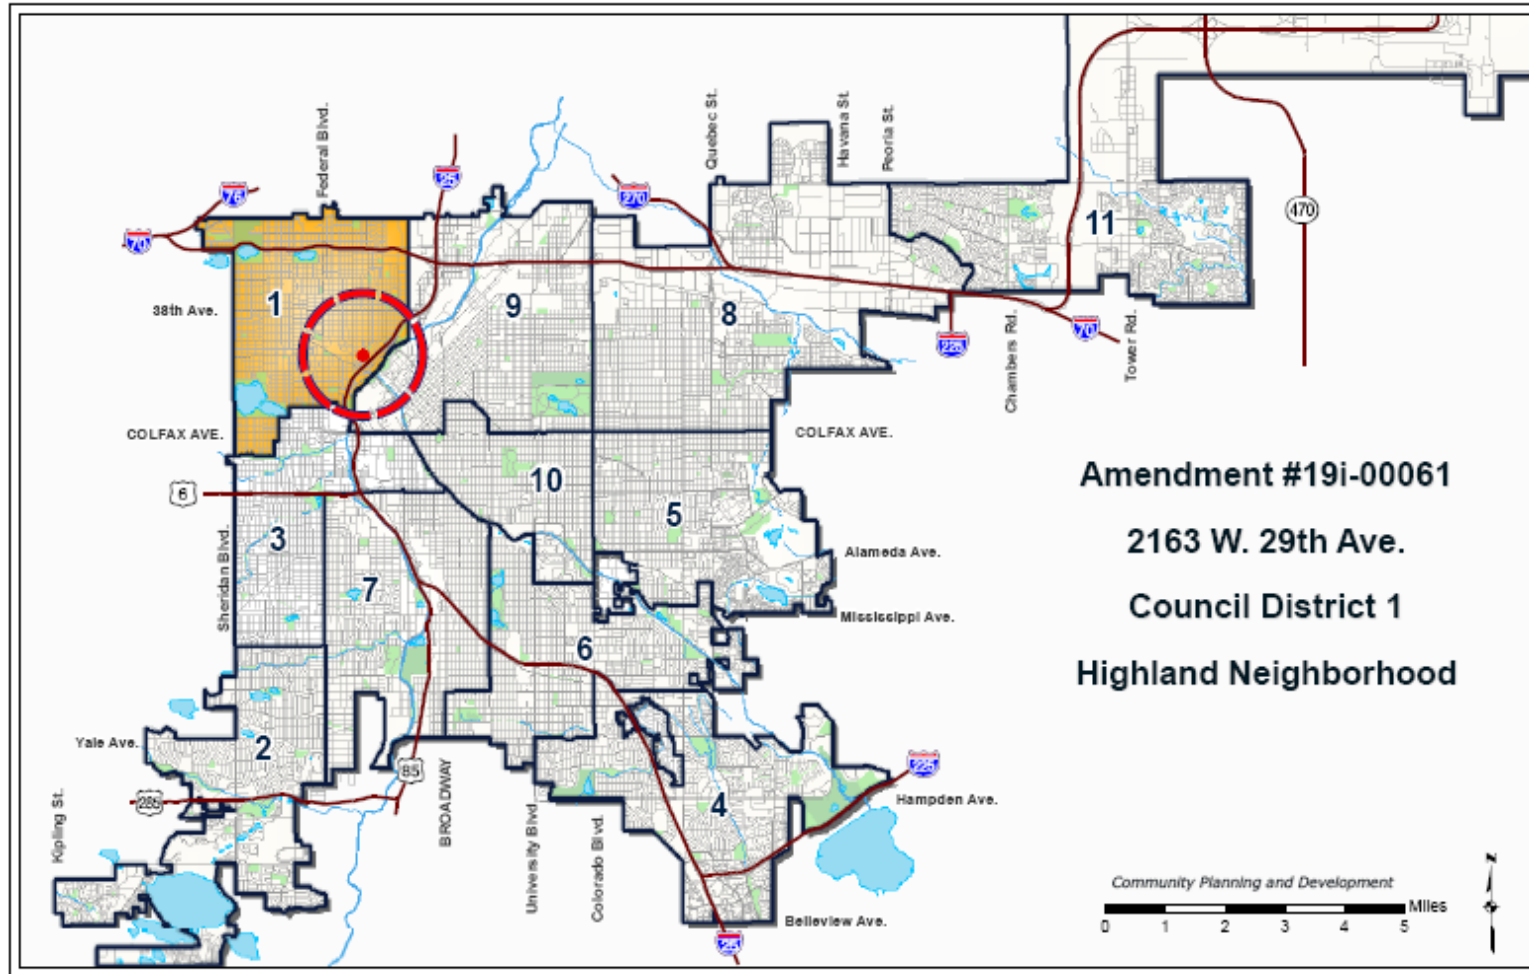 Federal Blvd.
Quebec St.
Havana St.
Peoria St.
76
25
270
70
470
11
1
9
8
38th Ave.
225
70
Chambers Rd.
Tower Rd.
COLFAX AVE.
COLFAX AVE.
6
10
5
3
Sheridan Blvd.
7
Alameda Ave.
Mississippi Ave.
6
Amendment #19i-00061
2163 W. 29th Ave.
Council District 1
Highland Neighborhood
Yale Ave.
2
85
285
Kipling St.
BROADWAY
University Blvd
Colorado Blvd.
4
225
Hampden Ave.
Belleview Ave.
25
Community Planning and Development
Miles
0 1 2 3 4 5